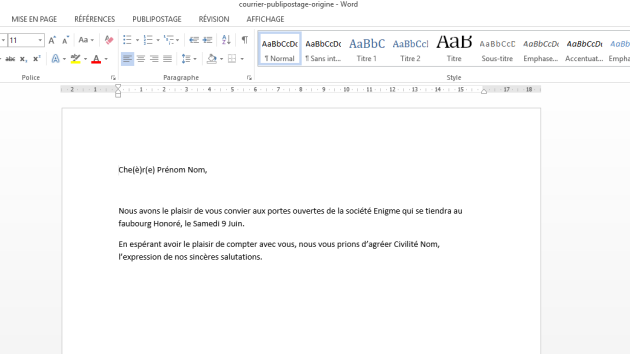 courrier-publipostage-origine - Word
MISE EN PAGE RÉFÉRENCES PUBLIPOSTAGE RÉVISION AFFICHAGE
11 A A Aa
abc x₂ x² A A ¶
AaBbCcDc AaBbCcDc AaBbC AaBbCcl AaB AaBbCcD AaBbCcDc AaBbCcDc AaBb
¶ Normal ¶ Sans int... Titre 1 Titre 2 Titre Sous-titre Emphase... Accentuat... Empha
Police Paragraphe Style
2 1 1 2 3 4 5 6 7 8 9 10 11 12 13 14 15 17 18
Che(è)r(e) Prénom Nom,
Nous avons le plaisir de vous convier aux portes ouvertes de la société Enigme qui se tiendra au
faubourg Honoré, le Samedi 9 Juin.
En espérant avoir le plaisir de compter avec vous, nous vous prions d’agréer Civilité Nom,
l’expression de nos sincères salutations.